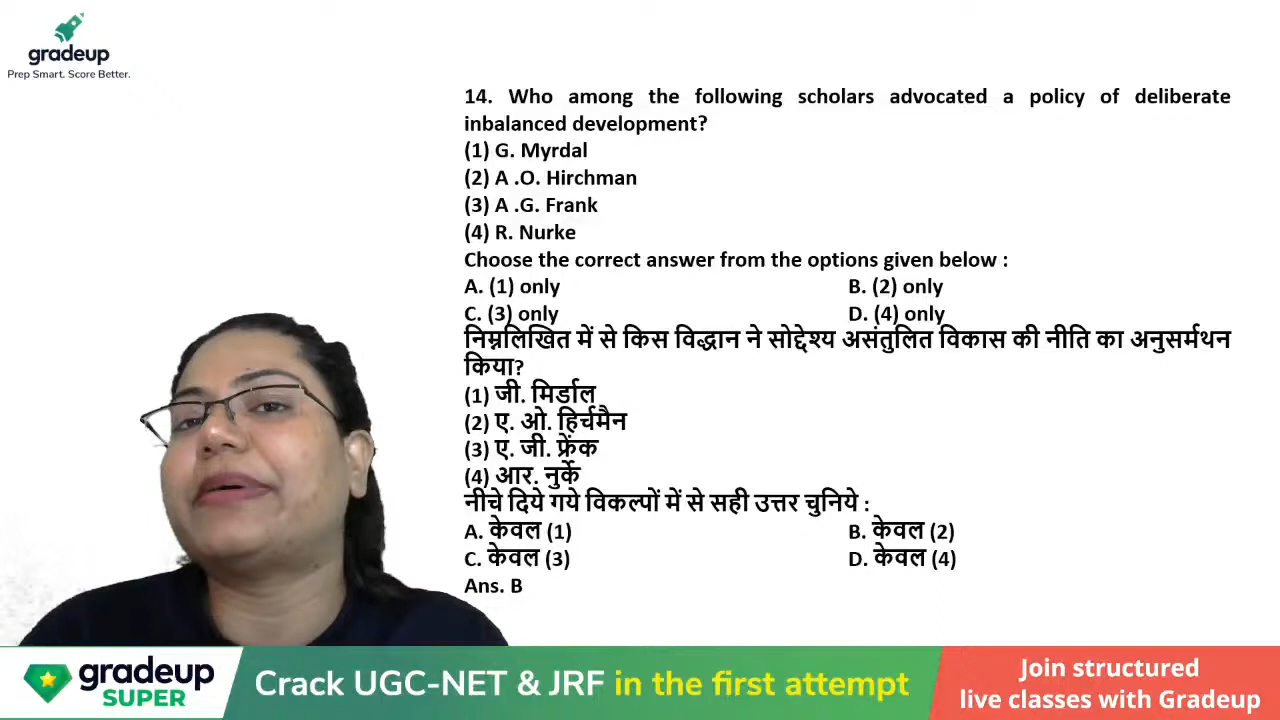 gradeup
Prep Smart. Score Better.
14. Who among the following scholars advocated a policy of deliberate
inbalanced development?
(1) G. Myrdal
(2) A .O. Hirchman
(3) A .G. Frank
(4) R. Nurke
Choose the correct answer from the options given below :
A. (1) only B. (2) only
C. (3) only D. (4) only
निम्नलिखित में से किस विद्धान ने सोद्देश्य असंतुलित विकास की नीति का अनुसर्मथन
किया?
(1) जी. मिर्डाल
(2) ए. ओ. हिर्चमैन
(3) ए. जी. फ्रेंक
(4) आर. नुर्के
नीचे दिये गये विकल्पों में से सही उत्तर चुनिये :
A. केवल (1) B. केवल (2)
C. केवल (3) D. केवल (4)
Ans. B
gradeup
SUPER
Crack UGC-NET & JRF in the first attempt
Join structured
live classes with Gradeup